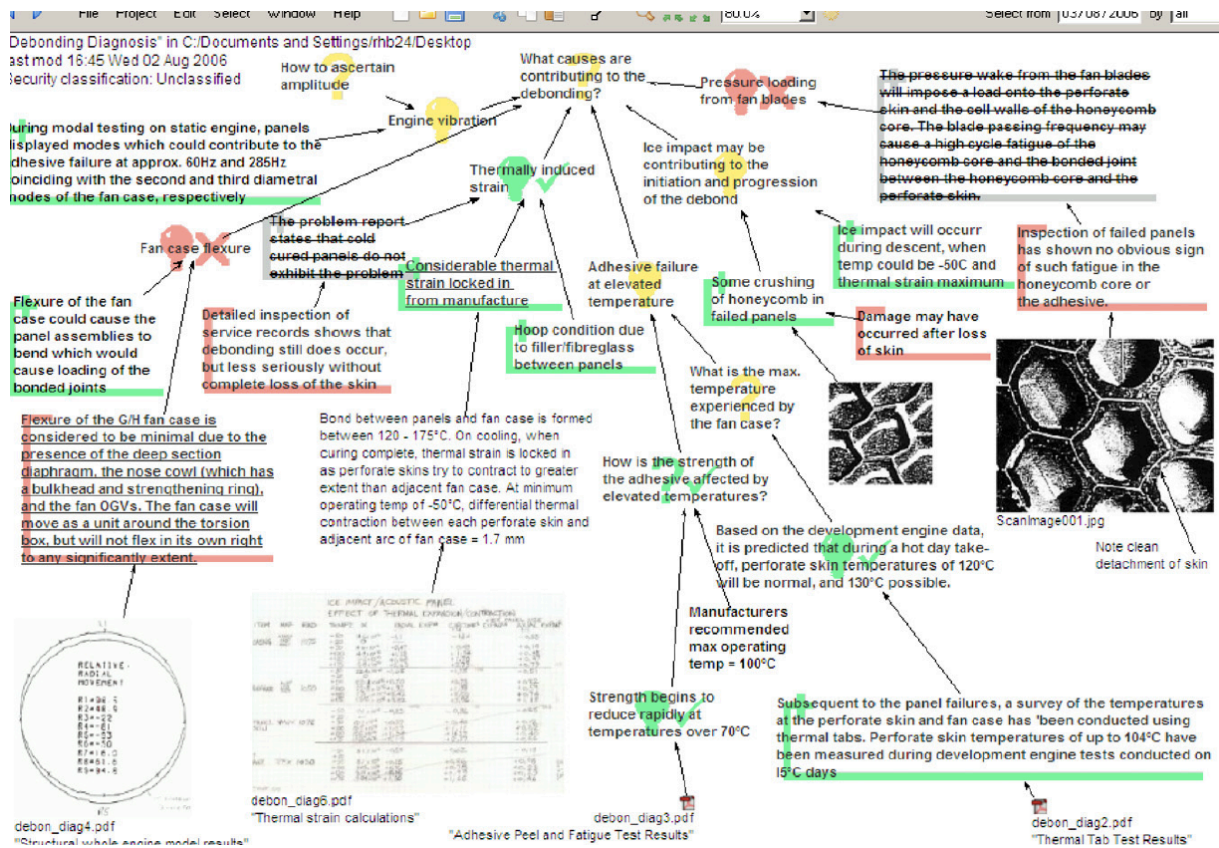 File Project Edit Select Window Help
80.0%
Select from 03/08/2006 by all
Debonding Diagnosis" in C:/Documents and Settings/rhb24/Desktop
ast mod 16:45 Wed 02 Aug 2006
Security classification: Unclassified
How to ascertain
amplitude
What causes are
contributing to the
debonding?
Pressure loading
from fan blades
The pressure wake from the fan blades
will impose a load onto the perforate
skin and the cell walls of the honeycomb
core. The blade passing frequency may
cause a high cycle fatigue of the
honeycomb core and the bonded joint
between the honeycomb core and the
perforate skin.
Engine vibration
During modal testing on static engine, panels
displayed modes which could contribute to the
adhesive failure at approx. 60Hz and 285Hz
coinciding with the second and third diametral
modes of the fan case, respectively
Thermally induced
strain
Ice impact may be
contributing to the
initiation and progression
of the debond
Fan case flexure
The problem report
states that cold
cured panels do not
exhibit the problem
Considerable thermal
strain locked in
from manufacture
Adhesive failure
at elevated
temperature
Ice impact will occurr
during descent, when
temp could be -50C and
thermal strain maximum
Inspection of failed panels
has shown no obvious sign
of such fatigue in the
honeycomb core or
the adhesive.
Some crushing
of honeycomb in
failed panels
Damage may have
occurred after loss
of skin
Flexure of the fan
case could cause the
panel assemblies to
bend which would
cause loading of the
bonded joints
Detailed inspection of
service records shows that
debonding still does occur,
but less seriously without
complete loss of the skin
Hoop condition due
to filler/fibreglass
between panels
What is the max.
temperature
experienced by
the fan case?
Flexure of the G/H fan case is
considered to be minimal due to the
presence of the deep section
diaphragm, the nose cowl (which has
a bulkhead and strengthening ring),
and the fan OGVs. The fan case will
move as a unit around the torsion
box, but will not flex in its own right
to any significantly extent.
Bond between panels and fan case is formed
between 120 - 175°C. On cooling, when
curing complete, thermal strain is locked in
as perforate skins try to contract to greater
extent than adjacent fan case. At minimum
operating temp of -50°C, differential thermal
contraction between each perforate skin and
adjacent arc of fan case = 1.7 mm
How is the strength of
the adhesive affected by
elevated temperatures?
ScanImage001.jpg
Note clean
detachment of skin
Based on the development engine data,
it is predicted that during a hot day take-
off, perforate skin temperatures of 120°C
will be normal, and 130°C possible.
Manufacturers
recommended
max operating
temp = 100°C
ICE IMPACT/ACOUSTIC PANEL
EFFECT OF THERMAL EXPANSION/CONTRACTION
RELATIVE-
RADIAL
MOVEMENT
Strength begins to
reduce rapidly at
temperatures over 70°C
Subsequent to the panel failures, a survey of the temperatures
at the perforate skin and fan case has 'been conducted using
thermal tabs. Perforate skin temperatures of up to 104°C have
been measured during development engine tests conducted on
I5°C days
debon_diag4.pdf
"Structural whole engine model results"
debon_diag6.pdf
"Thermal strain calculations"
debon_diag3.pdf
"Adhesive Peel and Fatigue Test Results"
debon_diag2.pdf
"Thermal Tab Test Results"